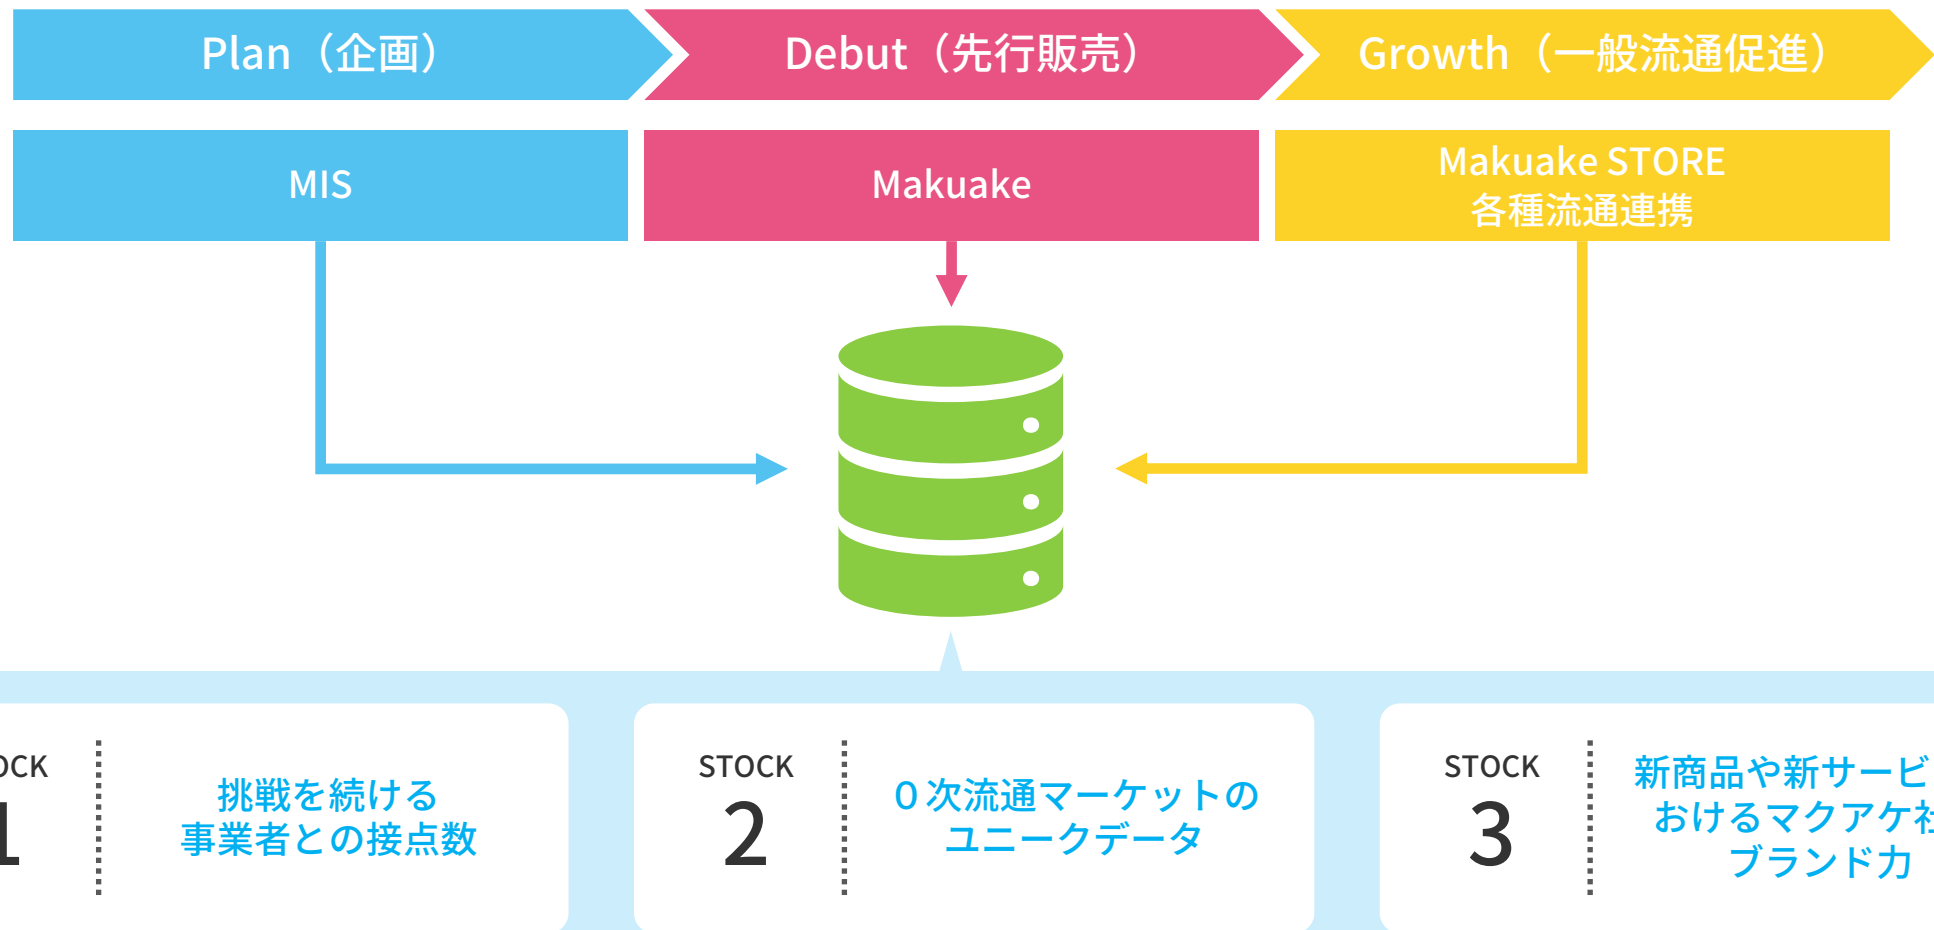 Plan（企画）
Debut（先行販売）
Growth（一般流通促進）
MIS
Makuake
Makuake STORE
各種流通連携
OCK
1
挑戦を続ける
事業者との接点数
STOCK
2
０次流通マーケットの
ユニークデータ
STOCK
3
新商品や新サービ
おけるマクアケ社
ブランド力